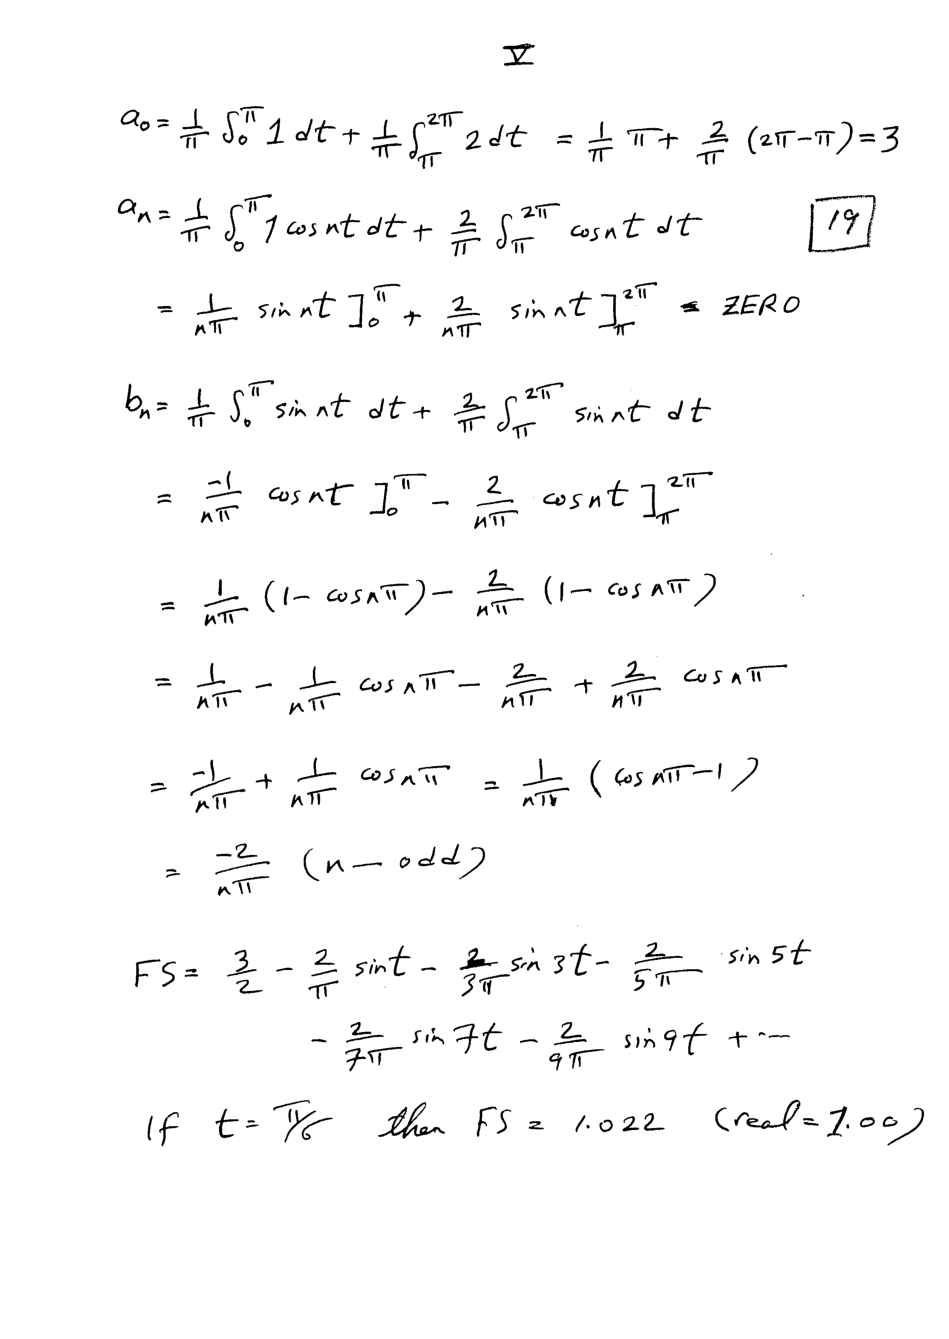 V
a₀ = 1/π ∫₀^π 1 dt + 1/π ∫_π^2π 2 dt = 1/π π + 2/π (2π-π) = 3
aₙ = 1/π ∫₀^π 1 cos nt dt + 2/π ∫_π^2π cos nt dt
19
= 1/nπ sin nt ]₀^π + 2/nπ sin nt ]_π^2π = ZERO
bₙ = 1/π ∫₀^π sin nt dt + 2/π ∫_π^2π sin nt dt
= -1/nπ cos nt ]₀^π - 2/nπ cos nt ]_π^2π
= 1/nπ (1- cos nπ) - 2/nπ (1- cos nπ)
= 1/nπ - 1/nπ cos nπ - 2/nπ + 2/nπ cos nπ
= -1/nπ + 1/nπ cos nπ = 1/nπ (cos nπ - 1)
= -2/nπ (n - odd)
FS = 3/2 - 2/π sin t - 2/3π sin 3t - 2/5π sin 5t
- 2/7π sin 7t - 2/9π sin 9t + ...
If t = π/6 then FS = 1.022 (real = 1.00)